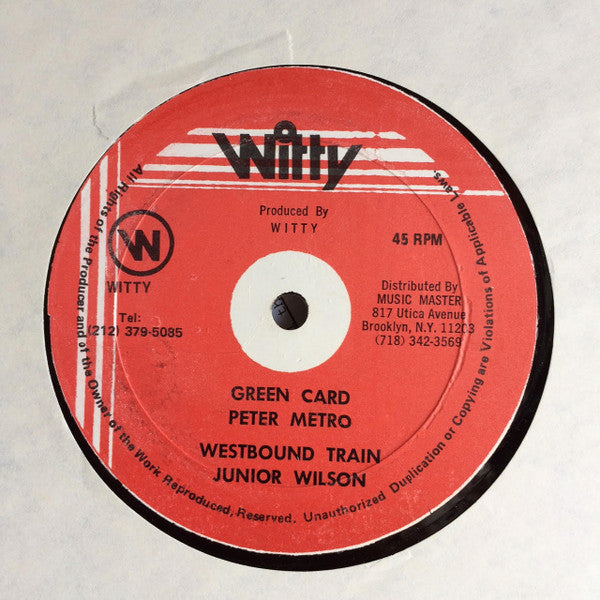 Witty
Produced By
WITTY
45 RPM
W
WITTY
Tel:
(212) 379-5085
Distributed By
MUSIC MASTER
817 Utica Avenue
Brooklyn, N.Y. 11203
(718) 342-3569
GREEN CARD
PETER METRO
WESTBOUND TRAIN
JUNIOR WILSON
All Rights of the Producer and of the Owner of the Work Reproduced, Reserved. Unauthorized Duplication or Copying are Violations of Applicable Laws.